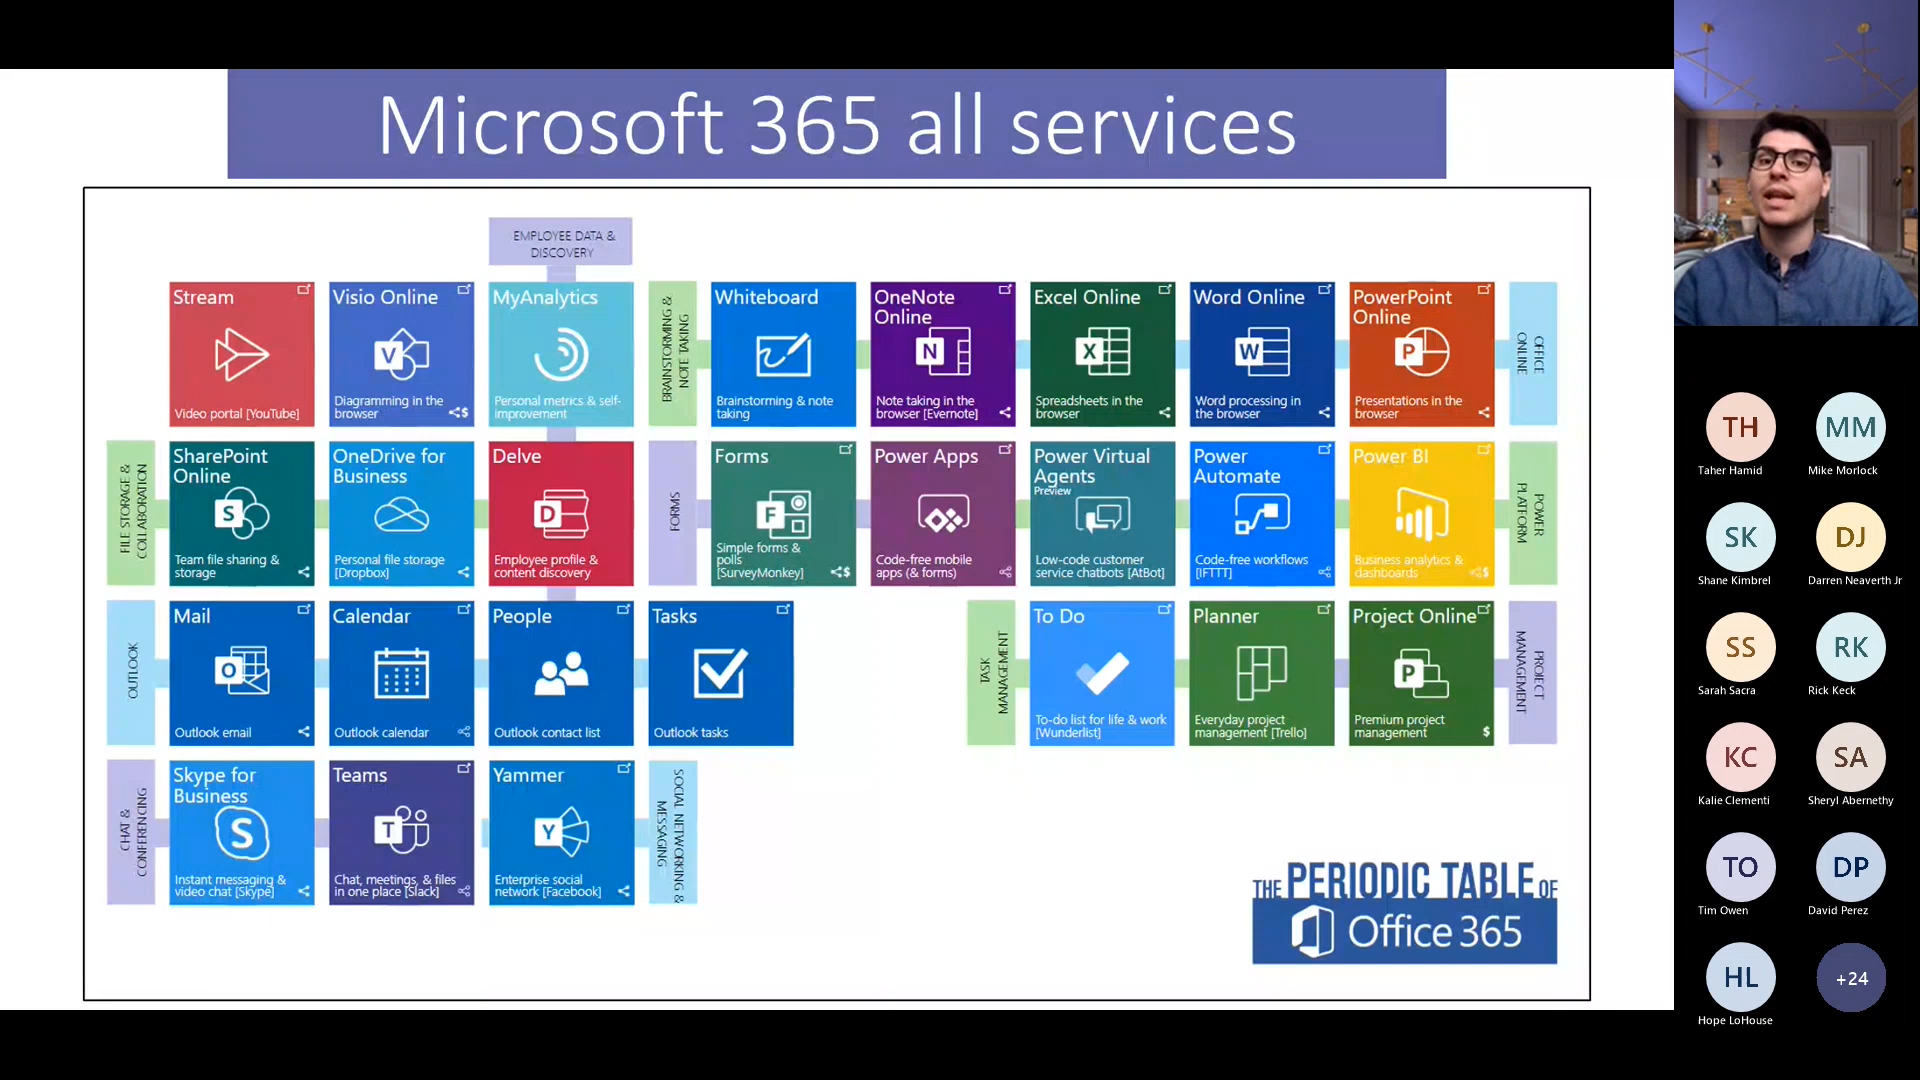 Microsoft 365 all services
EMPLOYEE DATA &
DISCOVERY
Stream
Video portal [YouTube]
Visio Online
V
Diagramming in the
browser
$
MyAnalytics
Personal metrics & self-
improvement
BRAINSTORMING &
NOTE TAKING
Whiteboard
Brainstorming & note
taking
OneNote
Online
N
Note taking in the
browser [Evernote]
Excel Online
X
Spreadsheets in the
browser
Word Online
W
Word processing in
the browser
PowerPoint
Online
P
Presentations in the
browser
OFFICE
ONLINE
FILE STORAGE &
COLLABORATION
SharePoint
Online
S
Team file sharing &
storage
OneDrive for
Business
Personal file storage
[Dropbox]
Delve
D
Employee profile &
content discovery
FORMS
Forms
F
Simple forms &
polls
[SurveyMonkey]
$
Power Apps
Code-free mobile
apps (& forms)
Power Virtual
Agents
Preview
Low-code customer
service chatbots [AtBot]
Power
Automate
Code-free workflows
[IFTTT]
Power BI
Business analytics &
dashboards
$
POWER
PLATFORM
OUTLOOK
Mail
O
Outlook email
Calendar
Outlook calendar
People
Outlook contact list
Tasks
Outlook tasks
TASK
MANAGEMENT
To Do
To-do list for life & work
[Wunderlist]
Planner
Everyday project
management [Trello]
Project Online
P
Premium project
management
$
PROJECT
MANAGEMENT
CHAT &
CONFERENCING
Skype for
Business
S
Instant messaging &
video chat [Skype]
Teams
T
Chat, meetings, & files
in one place [Slack]
Yammer
Y
Enterprise social
network [Facebook]
SOCIAL NETWORKING &
MESSAGING
THE PERIODIC TABLE OF
Office 365
TH
Taher Hamid
MM
Mike Morlock
SK
Shane Kimbrel
DJ
Darren Neaverth Jr
SS
Sarah Sacra
RK
Rick Keck
KC
Kalie Clementi
SA
Sheryl Abernethy
TO
Tim Owen
DP
David Perez
HL
Hope LoHouse
+24